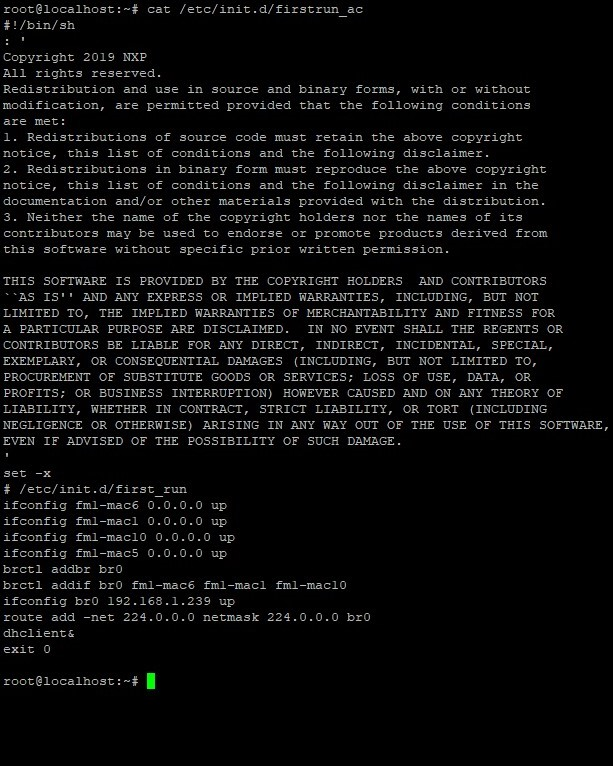 root@localhost:~# cat /etc/init.d/firstrun_ac
#!/bin/sh
: '
Copyright 2019 NXP
All rights reserved.
Redistribution and use in source and binary forms, with or without
modification, are permitted provided that the following conditions
are met:
1. Redistributions of source code must retain the above copyright
notice, this list of conditions and the following disclaimer.
2. Redistributions in binary form must reproduce the above copyright
notice, this list of conditions and the following disclaimer in the
documentation and/or other materials provided with the distribution.
3. Neither the name of the copyright holders nor the names of its
contributors may be used to endorse or promote products derived from
this software without specific prior written permission.

THIS SOFTWARE IS PROVIDED BY THE COPYRIGHT HOLDERS  AND CONTRIBUTORS
``AS IS'' AND ANY EXPRESS OR IMPLIED WARRANTIES, INCLUDING, BUT NOT
LIMITED TO, THE IMPLIED WARRANTIES OF MERCHANTABILITY AND FITNESS FOR
A PARTICULAR PURPOSE ARE DISCLAIMED.  IN NO EVENT SHALL THE REGENTS OR
CONTRIBUTORS BE LIABLE FOR ANY DIRECT, INDIRECT, INCIDENTAL, SPECIAL,
EXEMPLARY, OR CONSEQUENTIAL DAMAGES (INCLUDING, BUT NOT LIMITED TO,
PROCUREMENT OF SUBSTITUTE GOODS OR SERVICES; LOSS OF USE, DATA, OR
PROFITS; OR BUSINESS INTERRUPTION) HOWEVER CAUSED AND ON ANY THEORY OF
LIABILITY, WHETHER IN CONTRACT, STRICT LIABILITY, OR TORT (INCLUDING
NEGLIGENCE OR OTHERWISE) ARISING IN ANY WAY OUT OF THE USE OF THIS SOFTWARE,
EVEN IF ADVISED OF THE POSSIBILITY OF SUCH DAMAGE.
'
set -x
# /etc/init.d/first_run
ifconfig fm1-mac6 0.0.0.0 up
ifconfig fm1-mac1 0.0.0.0 up
ifconfig fm1-mac10 0.0.0.0 up
ifconfig fm1-mac5 0.0.0.0 up
brctl addbr br0
brctl addif br0 fm1-mac6 fm1-mac1 fm1-mac10
ifconfig br0 192.168.1.239 up
route add -net 224.0.0.0 netmask 224.0.0.0 br0
dhclient&
exit 0

root@localhost:~#